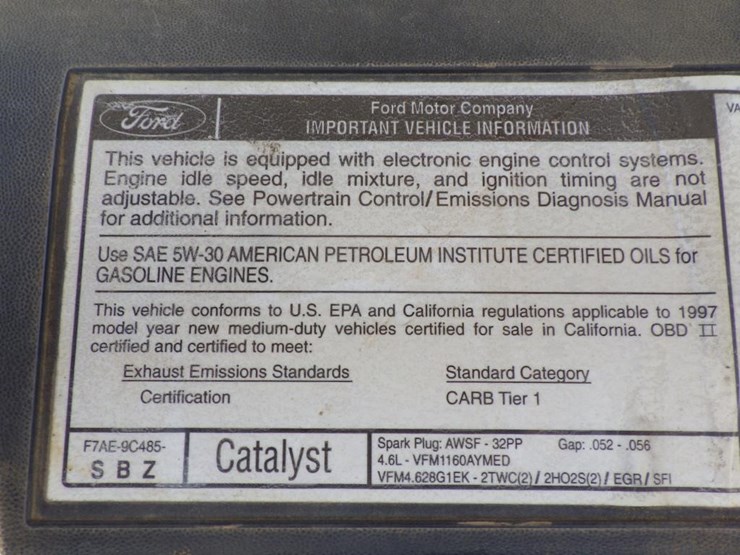 Ford
Ford Motor Company
IMPORTANT VEHICLE INFORMATION
VA
This vehicle is equipped with electronic engine control systems.
Engine idle speed, idle mixture, and ignition timing are not
adjustable. See Powertrain Control/Emissions Diagnosis Manual
for additional information.
Use SAE 5W-30 AMERICAN PETROLEUM INSTITUTE CERTIFIED OILS for
GASOLINE ENGINES.
This vehicle conforms to U.S. EPA and California regulations applicable to 1997
model year new medium-duty vehicles certified for sale in California. OBD II
certified and certified to meet:
Exhaust Emissions Standards Standard Category
Certification CARB Tier 1
F7AE-9C485-
SBZ
Catalyst
Spark Plug: AWSF - 32PP Gap: .052 - .056
4.6L - VFM1160AYMED
VFM4.628G1EK - 2TWC(2) / 2HO2S(2) / EGR / SFI